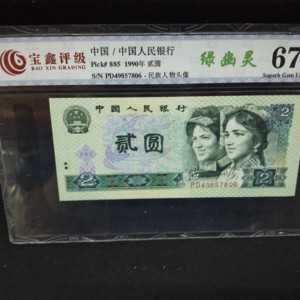 宝鑫评级
BAO XIN GRADING
中国 / 中国人民银行
Pick# 885 1990年 贰圆
S/N PD49857806 - 民族人物头像
绿幽灵
67
Superb Gem U
中国人民银行
贰圆
PD49857806
2
2